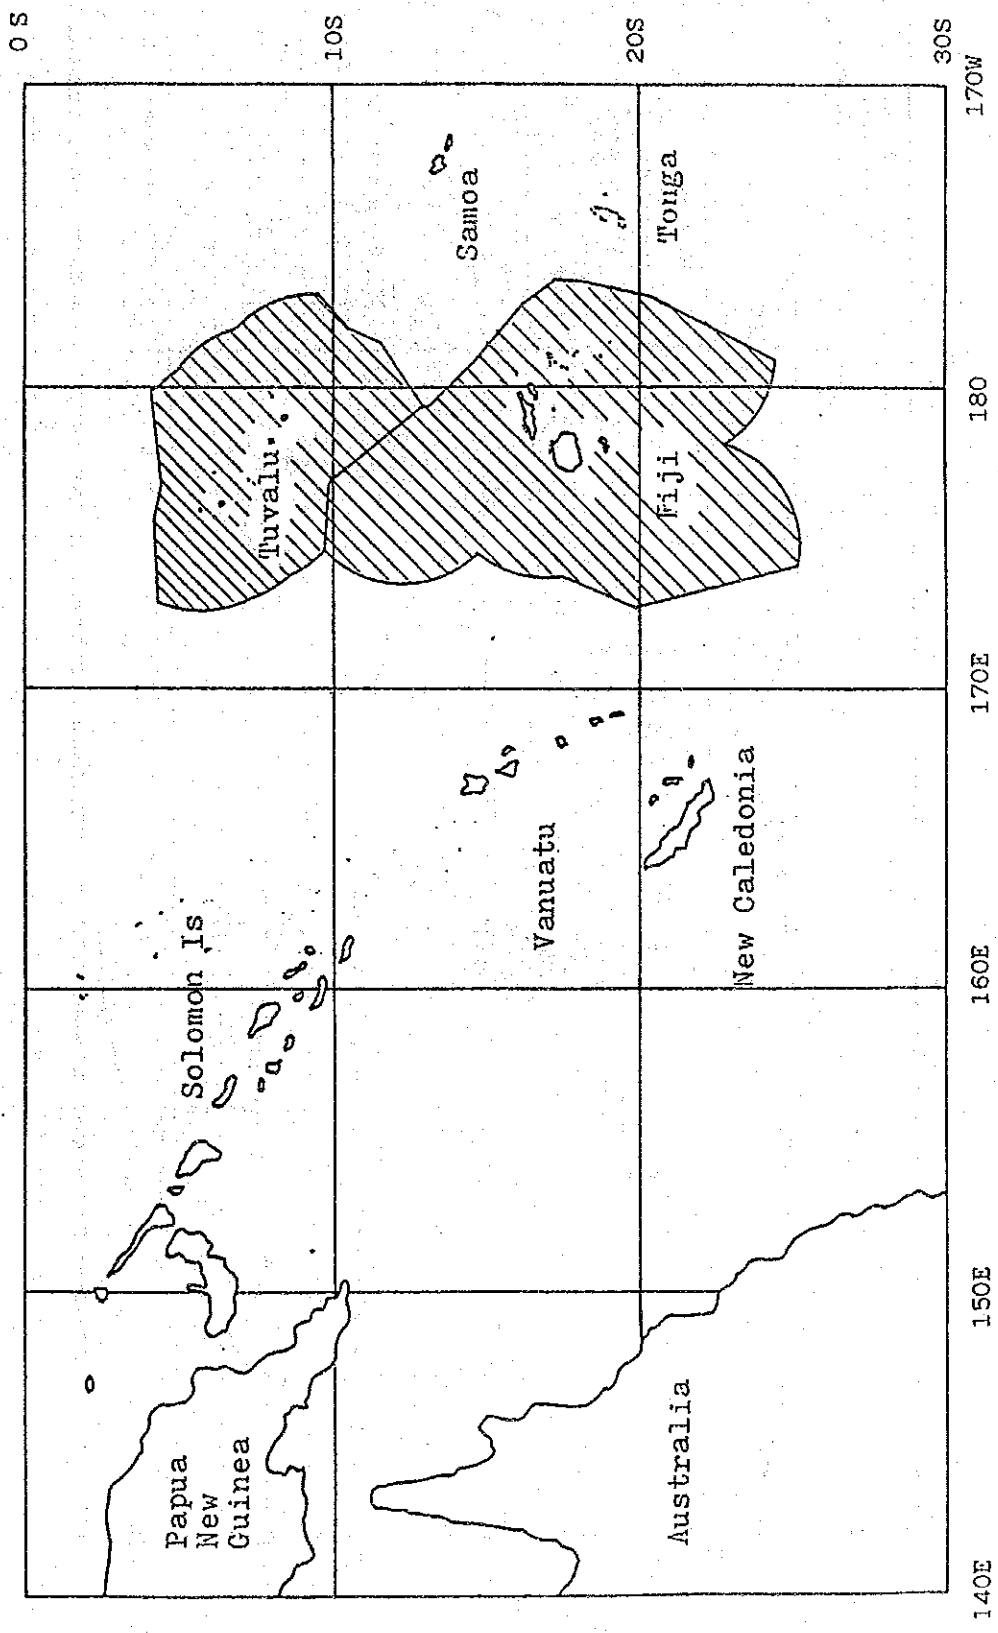 0 S
10S
20S
30S
140E
150E
160E
170E
180
170W
Papua
New
Guinea
Solomon Is
Tuvalu
Samoa
Vanuatu
Fiji
Tonga
New Caledonia
Australia